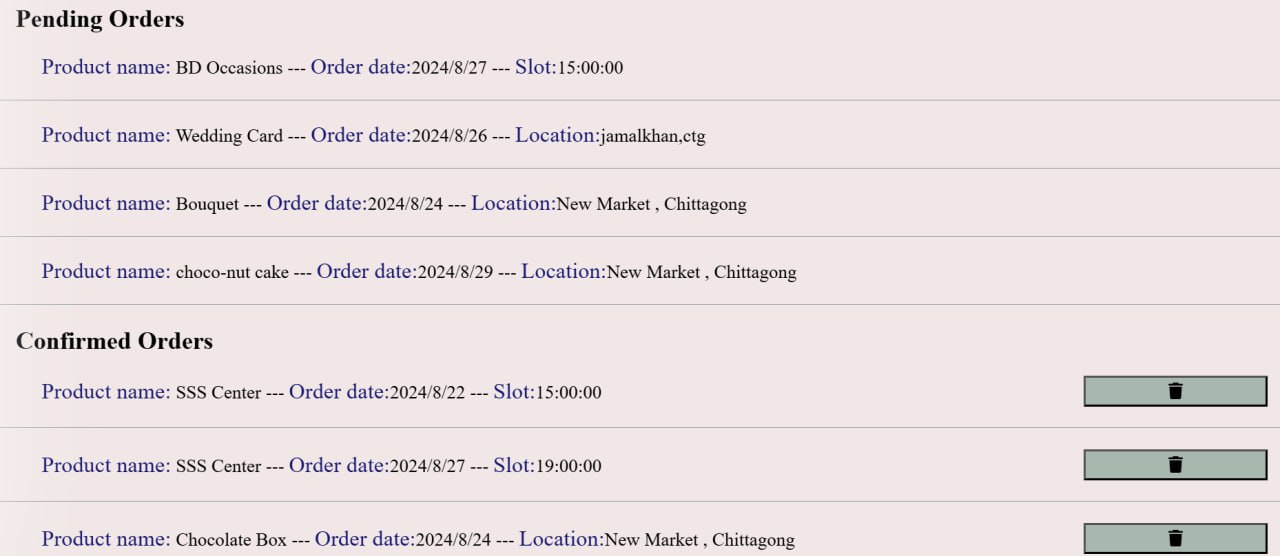 Pending Orders
Product name: BD Occasions --- Order date:2024/8/27 --- Slot:15:00:00
Product name: Wedding Card --- Order date:2024/8/26 --- Location:jamalkhan,ctg
Product name: Bouquet --- Order date:2024/8/24 --- Location:New Market , Chittagong
Product name: choco-nut cake --- Order date:2024/8/29 --- Location:New Market , Chittagong
Confirmed Orders
Product name: SSS Center --- Order date:2024/8/22 --- Slot:15:00:00
Product name: SSS Center --- Order date:2024/8/27 --- Slot:19:00:00
Product name: Chocolate Box --- Order date:2024/8/24 --- Location:New Market , Chittagong